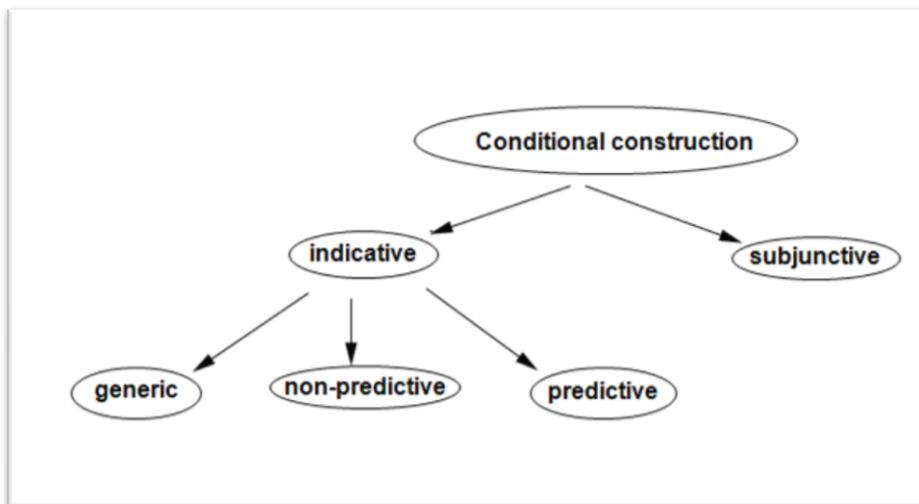 Conditional construction
indicative
subjunctive
generic
non-predictive
predictive